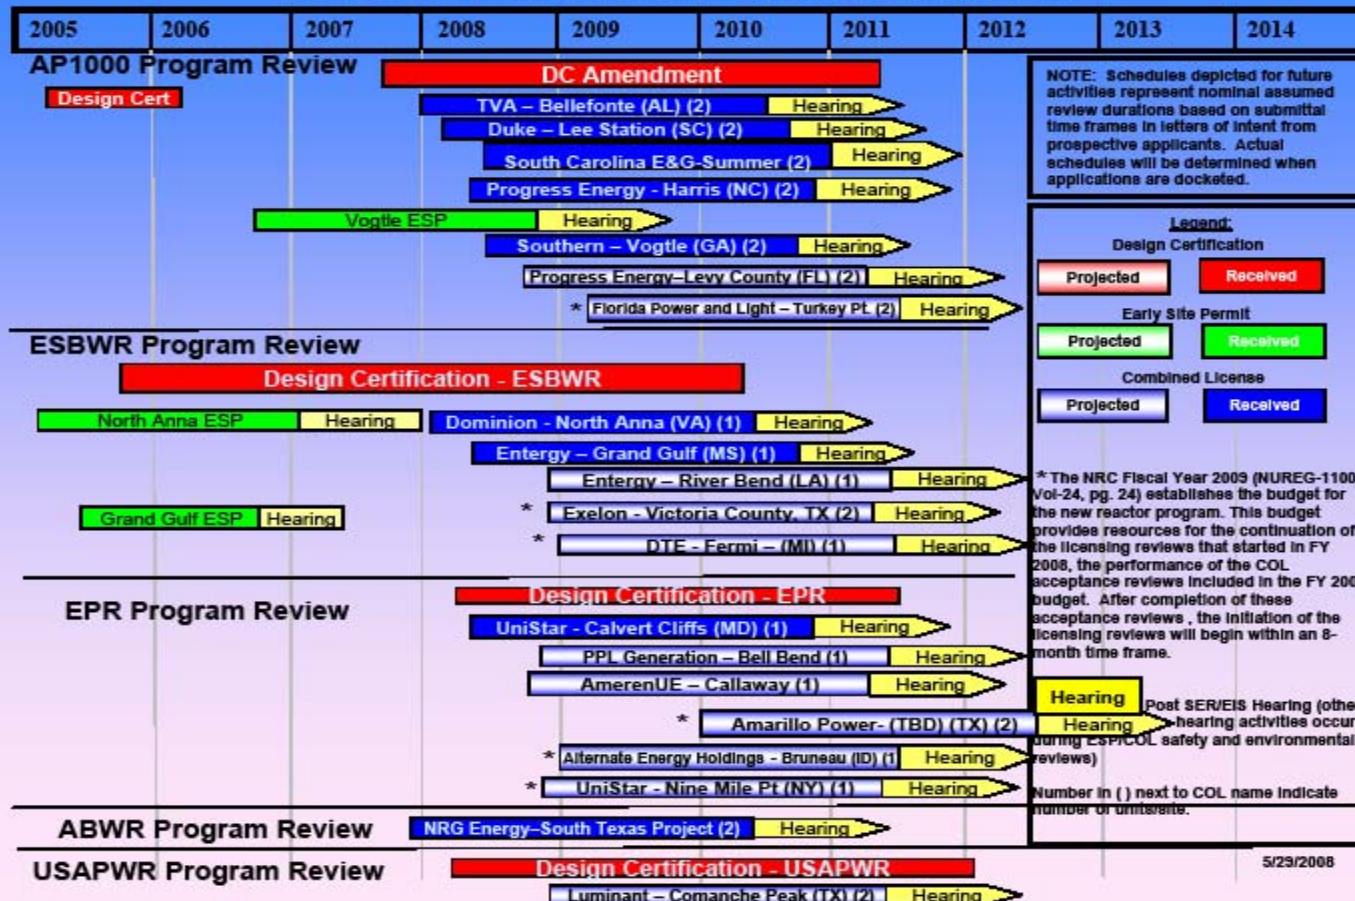 2005 2006 2007 2008 2009 2010 2011 2012 2013 2014
AP1000 Program Review
DC Amendment
Design Cert
TVA – Bellefonte (AL) (2) Hearing
Duke – Lee Station (SC) (2) Hearing
South Carolina E&G-Summer (2) Hearing
Progress Energy - Harris (NC) (2) Hearing
Vogtle ESP Hearing
Southern – Vogtle (GA) (2) Hearing
Progress Energy–Levy County (FL) (2) Hearing
* Florida Power and Light – Turkey Pt. (2) Hearing
ESBWR Program Review
Design Certification - ESBWR
North Anna ESP Hearing
Dominion - North Anna (VA) (1) Hearing
Entergy – Grand Gulf (MS) (1) Hearing
Entergy – River Bend (LA) (1) Hearing
Grand Gulf ESP Hearing
* Exelon - Victoria County, TX (2) Hearing
* DTE - Fermi – (MI) (1) Hearing
EPR Program Review
Design Certification - EPR
UniStar - Calvert Cliffs (MD) (1) Hearing
PPL Generation – Bell Bend (1) Hearing
AmerenUE – Callaway (1) Hearing
* Amarillo Power- (TBD) (TX) (2) Hearing
* Alternate Energy Holdings - Bruneau (ID) (1 Hearing
* UniStar - Nine Mile Pt (NY) (1) Hearing
ABWR Program Review
NRG Energy–South Texas Project (2) Hearing
USAPWR Program Review
Design Certification - USAPWR
Luminant – Comanche Peak (TX) (2) Hearing
NOTE: Schedules depicted for future
activities represent nominal assumed
review durations based on submittal
time frames in letters of intent from
prospective applicants. Actual
schedules will be determined when
applications are docketed.
Legend:
Design Certification
Projected Received
Early Site Permit
Projected Received
Combined License
Projected Received
* The NRC Fiscal Year 2009 (NUREG-1100
Vol-24, pg. 24) establishes the budget for
the new reactor program. This budget
provides resources for the continuation of
the licensing reviews that started in FY
2008, the performance of the COL
acceptance reviews included in the FY 200
budget. After completion of these
acceptance reviews , the initiation of the
licensing reviews will begin within an 8-
month time frame.
Hearing
Post SER/EIS Hearing (othe
-hearing activities occur
during ESP/COL safety and environmental
reviews)
Number in ( ) next to COL name indicate
number of units/site.
5/29/2008